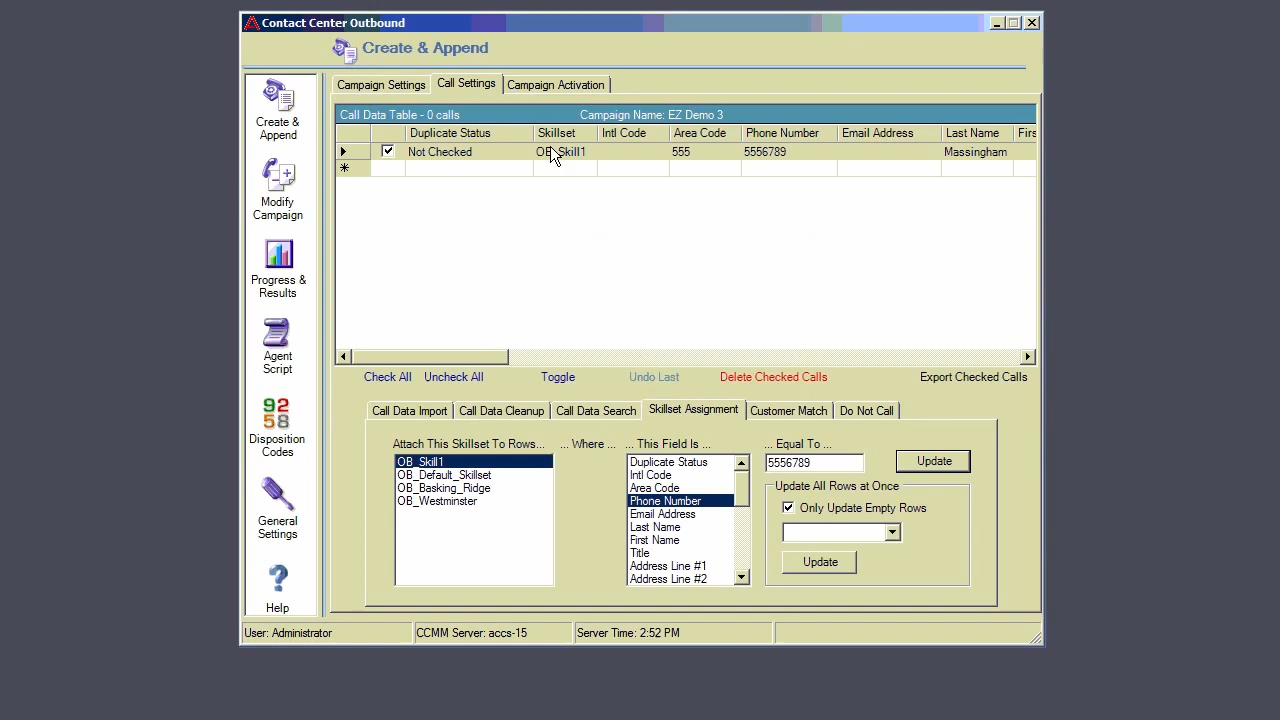 Contact Center Outbound
Create & Append
Create &
Append
Modify
Campaign
Progress &
Results
Agent
Script
Disposition
Codes
General
Settings
Help
Campaign Settings Call Settings Campaign Activation
Call Data Table - 0 calls Campaign Name: EZ Demo 3
Duplicate Status Skillset Intl Code Area Code Phone Number Email Address Last Name Firs
Not Checked OB_Skill1 555 5556789 Massingham
Check All Uncheck All Toggle Undo Last Delete Checked Calls Export Checked Calls
Call Data Import Call Data Cleanup Call Data Search Skillset Assignment Customer Match Do Not Call
Attach This Skillset To Rows... ... Where ... ... This Field Is ... ... Equal To ...
OB_Skill1
OB_Default_Skillset
OB_Basking_Ridge
OB_Westminster
Duplicate Status
Intl Code
Area Code
Phone Number
Email Address
Last Name
First Name
Title
Address Line #1
Address Line #2
5556789 Update
Update All Rows at Once
Only Update Empty Rows
Update
User: Administrator CCMM Server: accs-15 Server Time: 2:52 PM